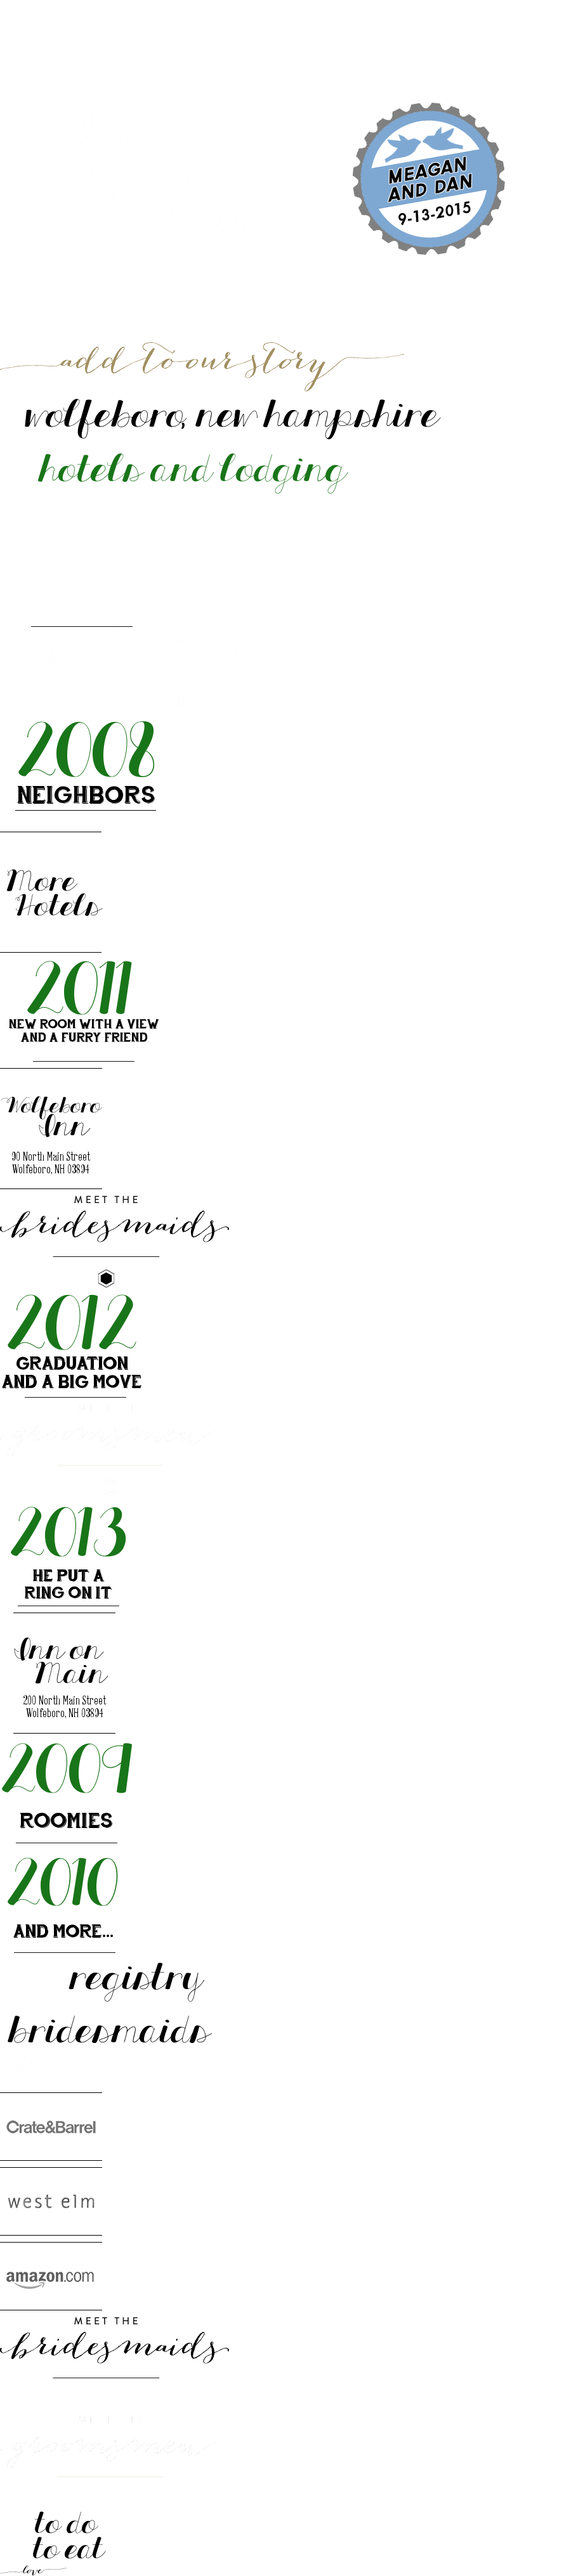 MEAGAN
AND DAN
9-13-2015
add to our story
wolfeboro, new hampshire
hotels and lodging
2008
NEIGHBORS
More
Hotels
2011
NEW ROOM WITH A VIEW
AND A FURRY FRIEND
Wolfeboro
Inn
90 North Main Street
Wolfeboro, NH 03894
MEET THE
bridesmaids
2012
GRADUATION
AND A BIG MOVE
groomsmen
2013
HE PUT A
RING ON IT
Inn on
Main
200 North Main Street
Wolfeboro, NH 03894
2009
ROOMIES
2010
AND MORE...
registry
bridesmaids
Crate&Barrel
west elm
amazon.com
MEET THE
bridesmaids
groomsmen
to do
to eat
love